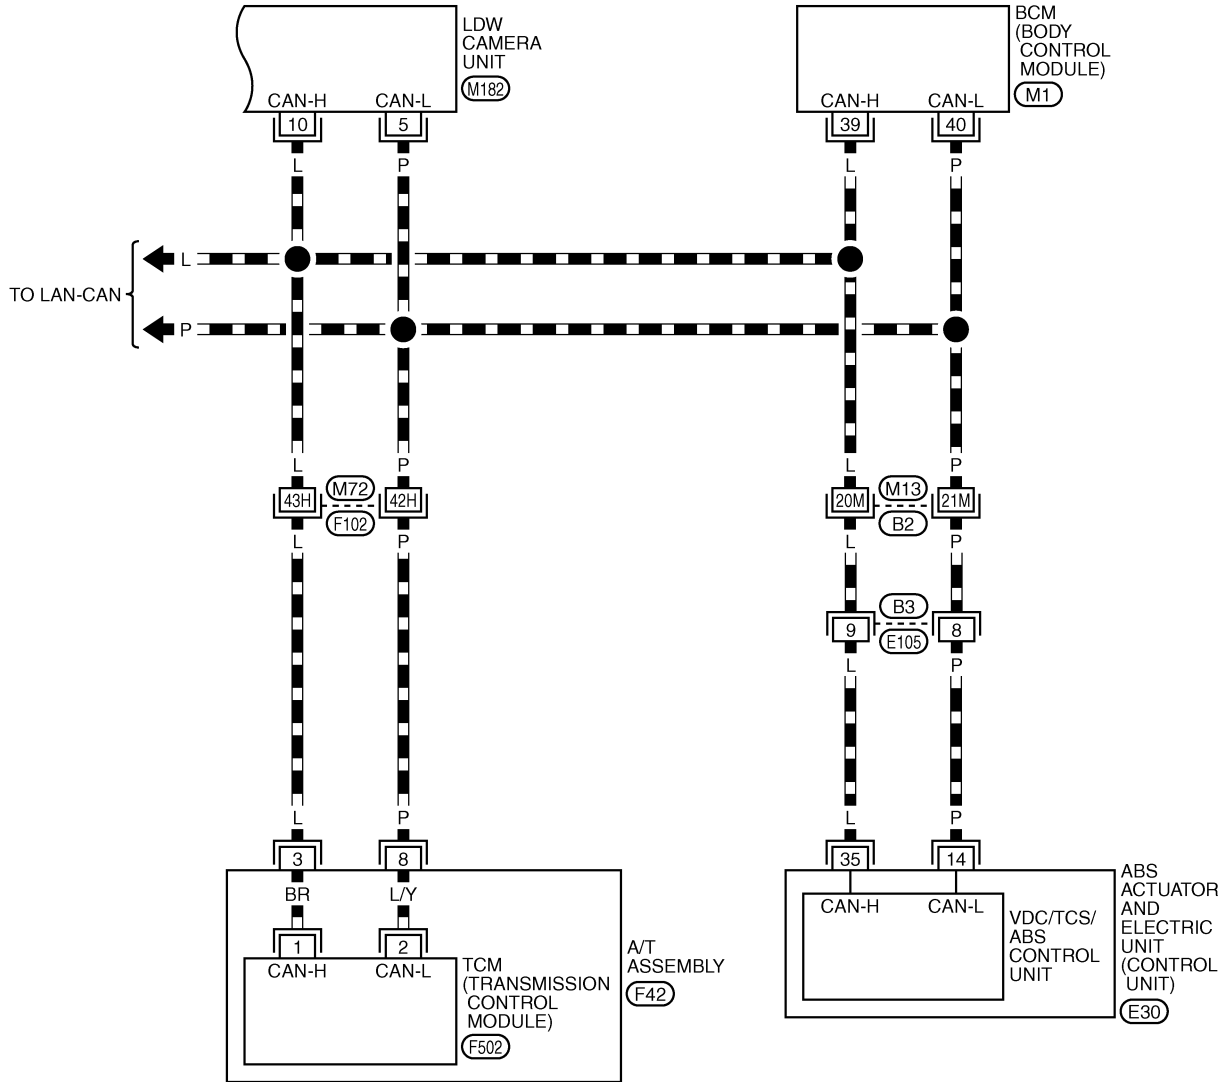 LDW
CAMERA
UNIT
M182
BCM
(BODY
CONTROL
MODULE)
M1
CAN-H CAN-L
CAN-H CAN-L
10 5
39 40
L P
L P
L
TO LAN-CAN
P
L P
L P
43H M72 42H
F102
20M M13 21M
B2
L P
L P
B3
9 8
E105
L P
L P
L P
3 8
35 14
BR L/Y
1 2
CAN-H CAN-L
TCM
(TRANSMISSION
CONTROL
MODULE)
F502
A/T
ASSEMBLY
F42
CAN-H CAN-L
VDC/TCS/
ABS
CONTROL
UNIT
ABS
ACTUATOR
AND
ELECTRIC
UNIT
(CONTROL
UNIT)
E30